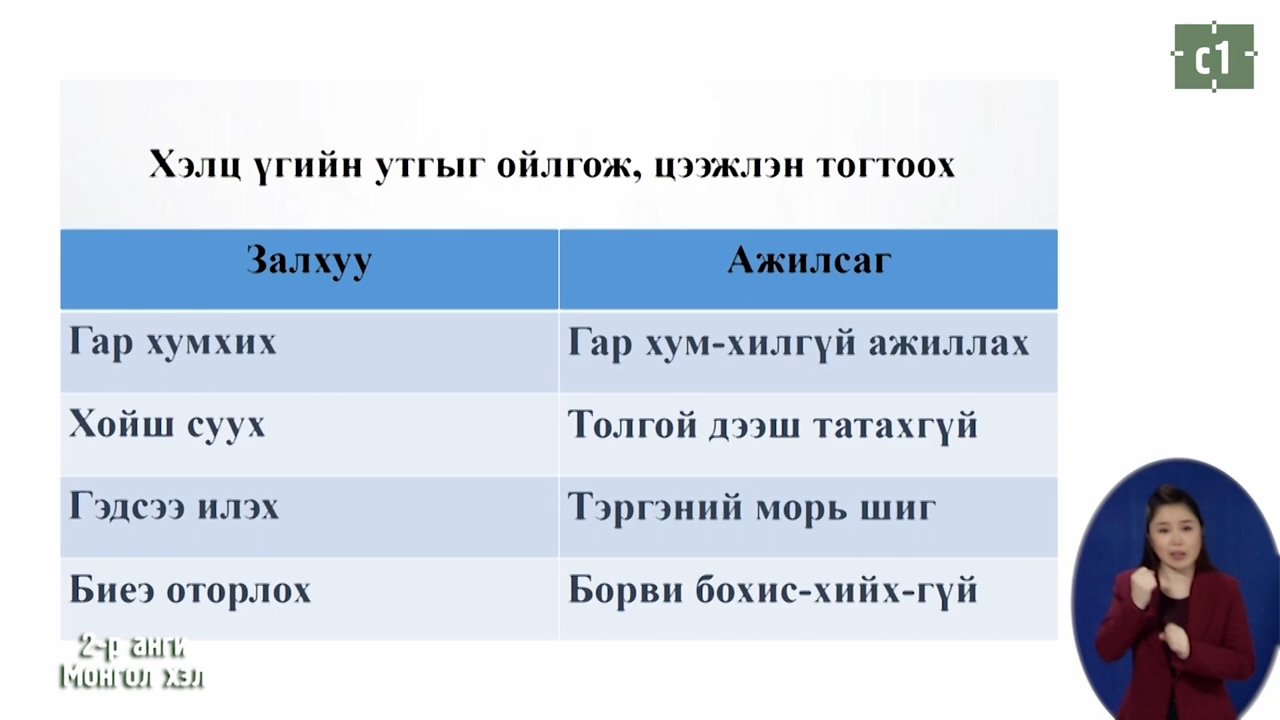 c1
Хэлц үгийн утгыг ойлгож, цээжлэн тогтоох
Залхуу
Ажилсаг
Гар хумхих
Гар хум-хилгүй ажиллах
Хойш суух
Толгой дээш татахгүй
Гэдсээ илэх
Тэргэний морь шиг
Биеэ оторлох
Борви бохис-хийх-гүй
2-р анги
Монгол хэл